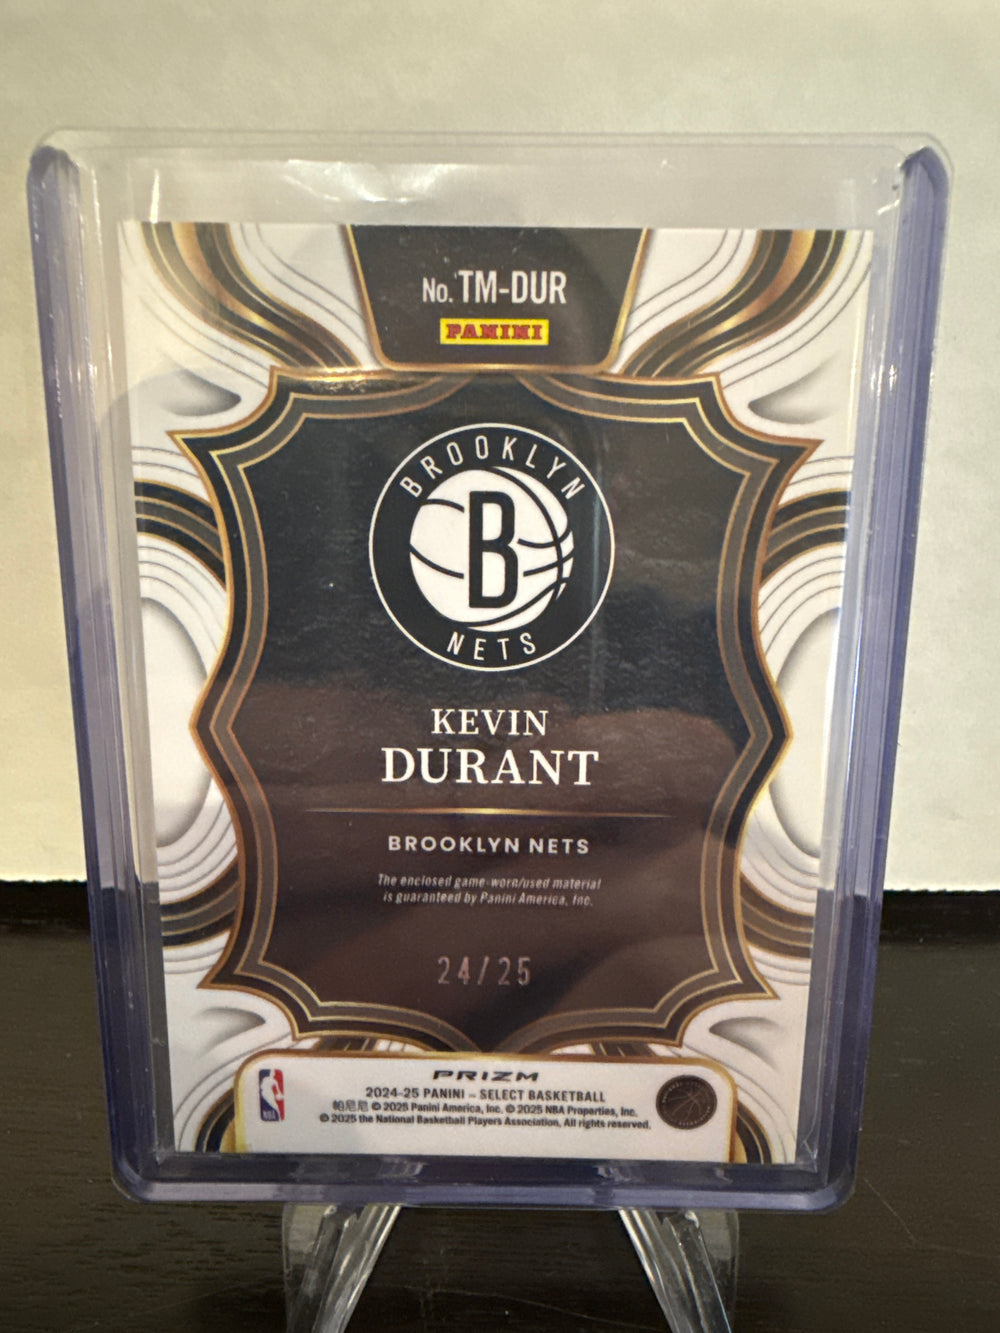 No. TM-DUR
PANINI
BROOKLYN
B
NETS
KEVIN
DURANT
BROOKLYN NETS
The enclosed game-worn/used material
is guaranteed by Panini America, Inc.
24/25
PRIZM
2024-25 PANINI – SELECT BASKETBALL
帕尼尼 © 2025 Panini America, Inc. © 2025 NBA Properties, Inc.
© 2025 the National Basketball Players Association, All rights reserved.
NBA